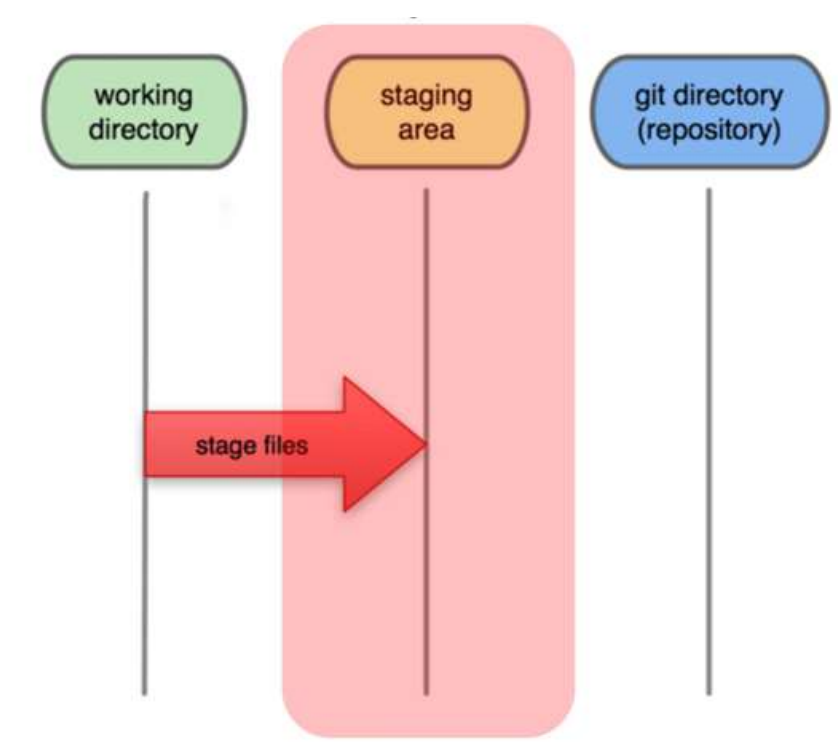 working
directory
staging
area
git directory
(repository)
stage files